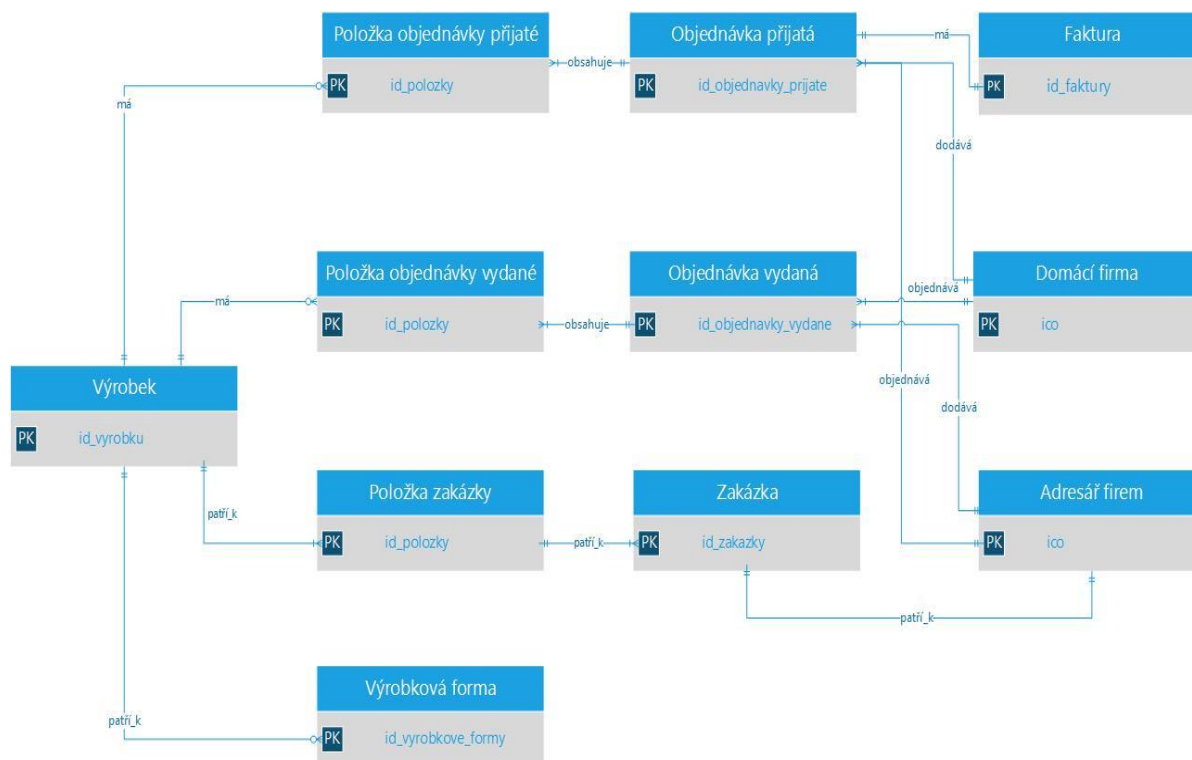 Položka objednávky přijaté
Objednávka přijatá
Faktura
má
obsahuje
PK id_polozky
PK id_objednavky_prijate
PK id_faktury
má
dodává
Položka objednávky vydané
Objednávka vydaná
Domácí firma
má
objednává
PK id_polozky
obsahuje
PK id_objednavky_vydane
PK ico
Výrobek
objednává
dodává
PK id_vyrobku
Položka zakázky
Zakázka
Adresář firem
patří_k
PK id_polozky
patří_k
PK id_zakazky
PK ico
patří_k
Výrobková forma
patří_k
PK id_vyrobkove_formy